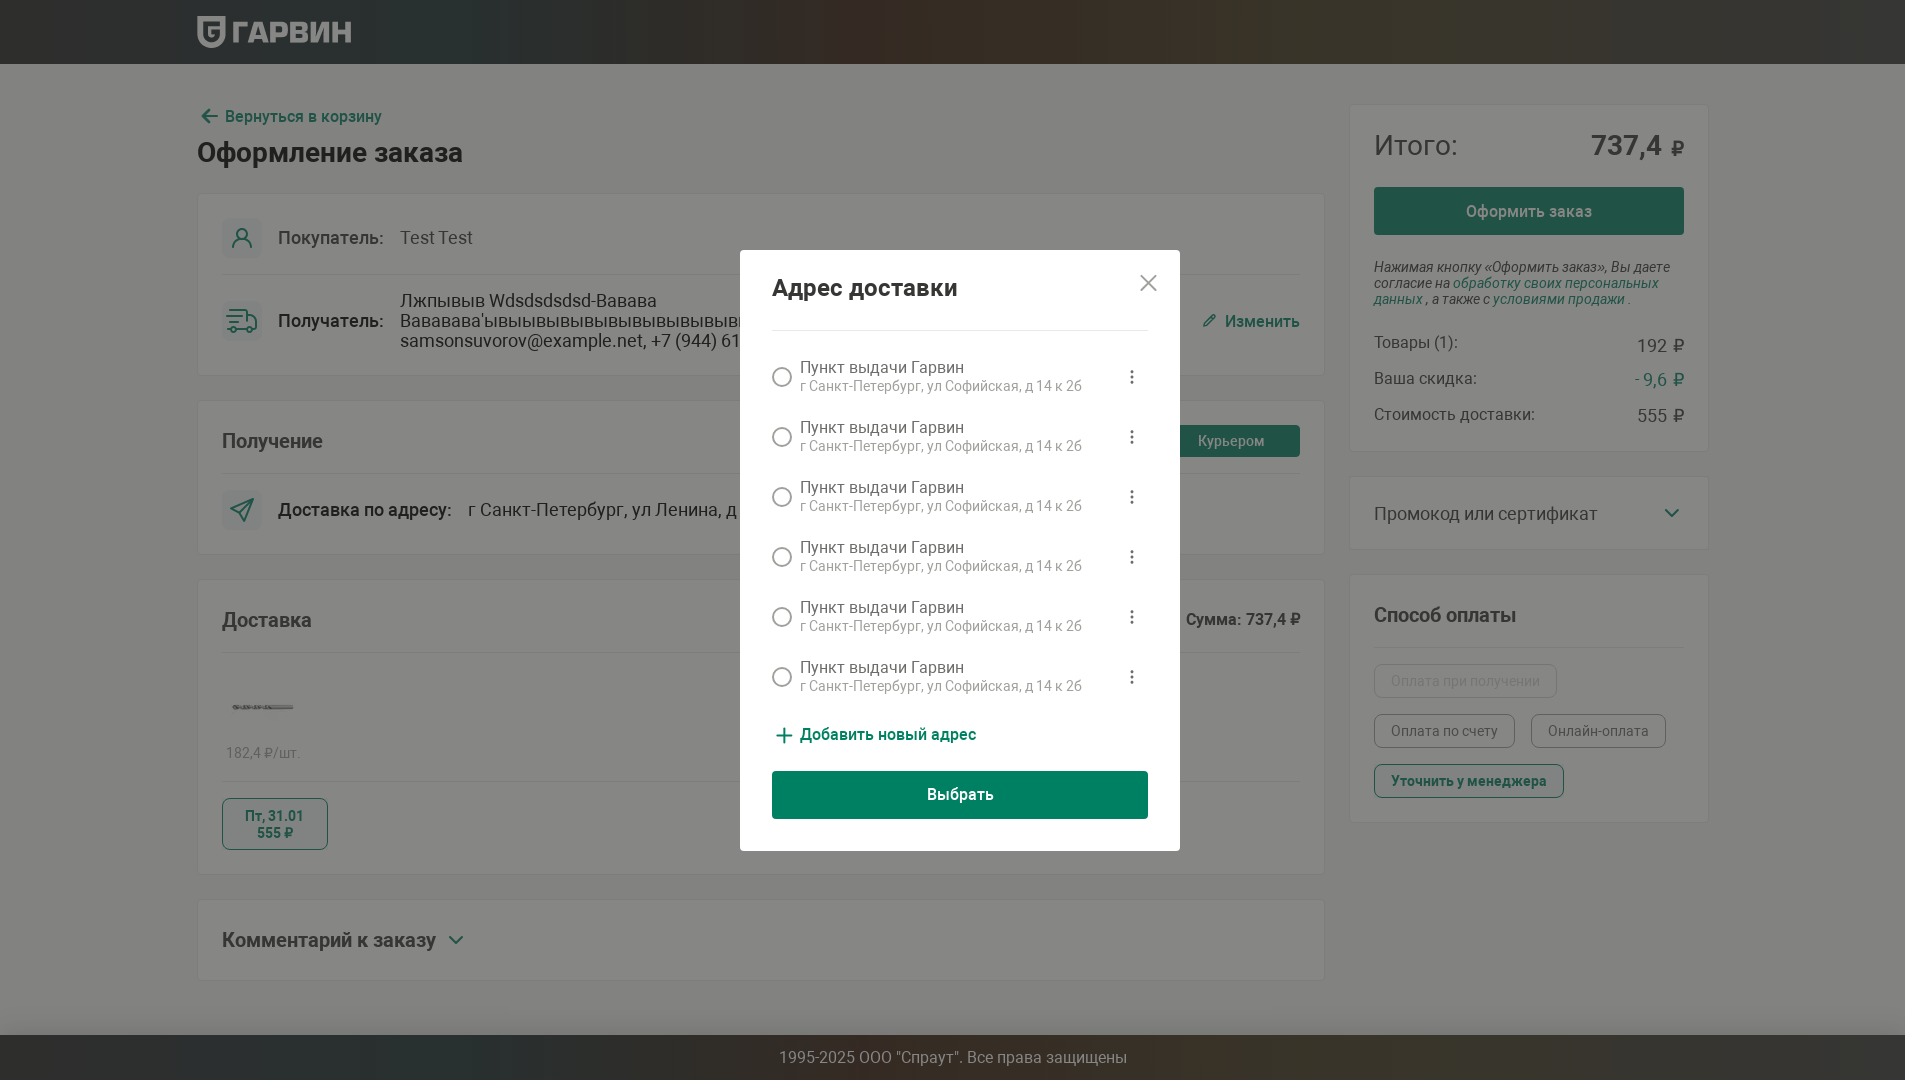 ГАРВИН
Вернуться в корзину
Оформление заказа
Покупатель: Test Test
Получатель:
Лжпывыв Wdsdsdsdsd-Вавава
Вавававa'ывыывывывывывывывывывывы
samsonsuvorov@example.net, +7 (944) 61
Изменить
Получение
Курьером
Доставка по адресу: г Санкт-Петербург, ул Ленина, д
Доставка
Сумма: 737,4 ₽
182,4 ₽/шт.
Пт, 31.01
555 ₽
Комментарий к заказу
Адрес доставки
Пункт выдачи Гарвин
г Санкт-Петербург, ул Софийская, д 14 к 2б
Пункт выдачи Гарвин
г Санкт-Петербург, ул Софийская, д 14 к 2б
Пункт выдачи Гарвин
г Санкт-Петербург, ул Софийская, д 14 к 2б
Пункт выдачи Гарвин
г Санкт-Петербург, ул Софийская, д 14 к 2б
Пункт выдачи Гарвин
г Санкт-Петербург, ул Софийская, д 14 к 2б
Пункт выдачи Гарвин
г Санкт-Петербург, ул Софийская, д 14 к 2б
Добавить новый адрес
Выбрать
Итого: 737,4 ₽
Оформить заказ
Нажимая кнопку «Оформить заказ», Вы даете
согласие на обработку своих персональных
данных , а также с условиями продажи .
Товары (1): 192 ₽
Ваша скидка: - 9,6 ₽
Стоимость доставки: 555 ₽
Промокод или сертификат
Способ оплаты
Оплата при получении
Оплата по счету
Онлайн-оплата
Уточнить у менеджера
1995-2025 ООО "Спраут". Все права защищены